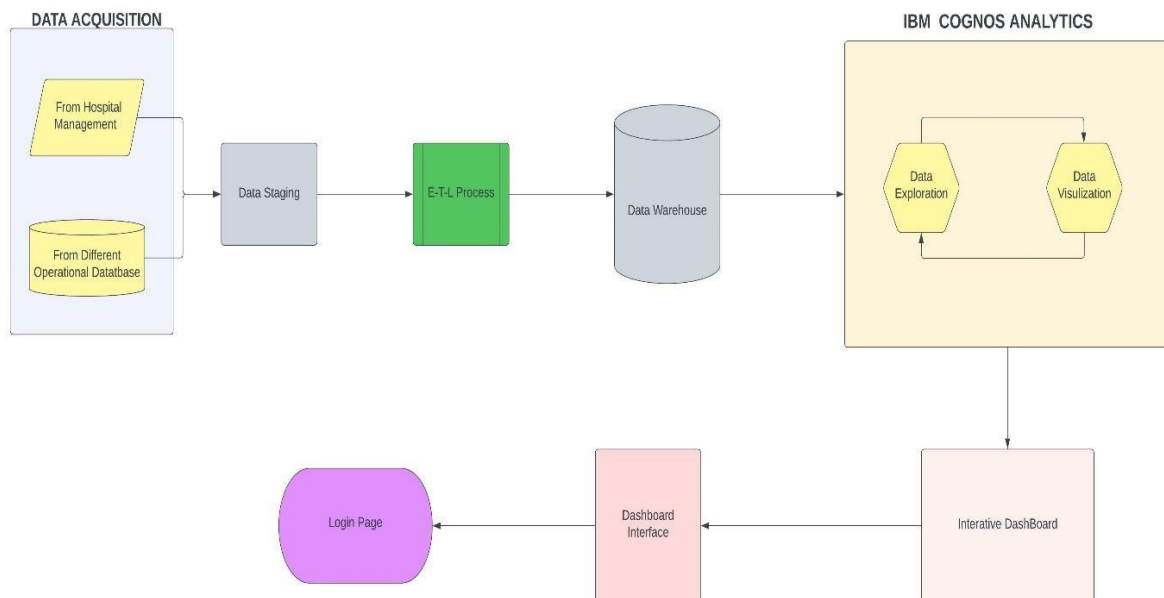 DATA ACQUISITION
IBM COGNOS ANALYTICS
From Hospital
Management
From Different
Operational Datatbase
Data Staging
E-T-L Process
Data Warehouse
Data
Exploration
Data
Visulization
Login Page
Dashboard
Interface
Interative DashBoard